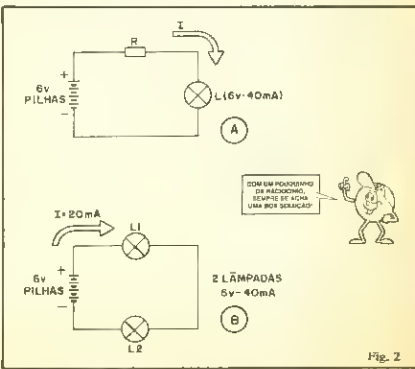 I
R
+
6v
PILHAS
-
L(6v-40mA)
A
COM UM POUQUINHO
DE RACIOCÍNIO,
SEMPRE SE ACHA
UMA BOA SOLUÇÃO!
I=20mA
L1
+
6v
PILHAS
-
2 LÂMPADAS
6v-40mA
B
L2
Fig. 2